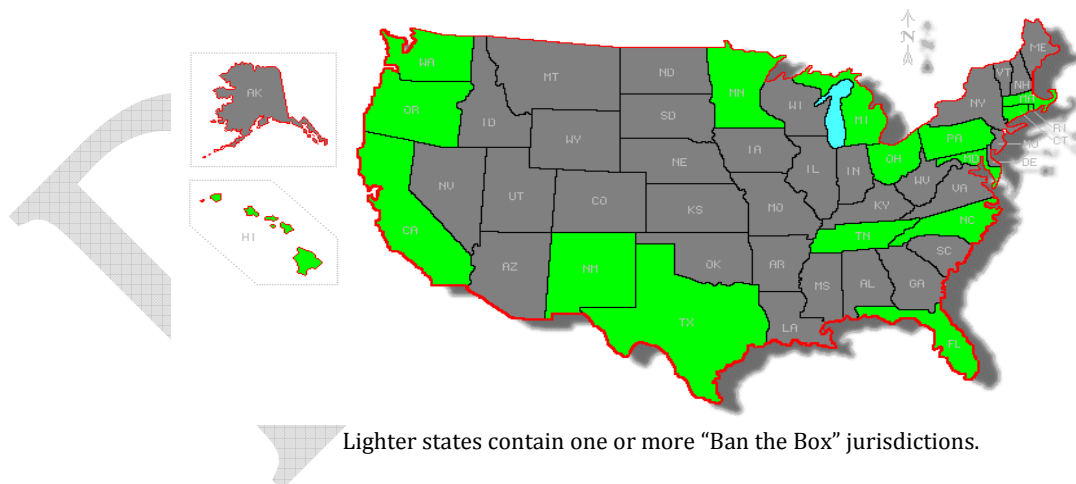 N
N
WA
ME
AK
MT
ND
VT
NH
MN
OR
ID
WI
NY
MA
MI
SD
RI
WY
CT
PA
IA
NJ
OH
NE
MD
DE
NV
IL
IN
WV
UT
CO
VA
KS
MO
KY
CA
HI
NC
TN
OK
AR
SC
AZ
NM
MS
AL
GA
TX
LA
FL
Lighter states contain one or more “Ban the Box” jurisdictions.